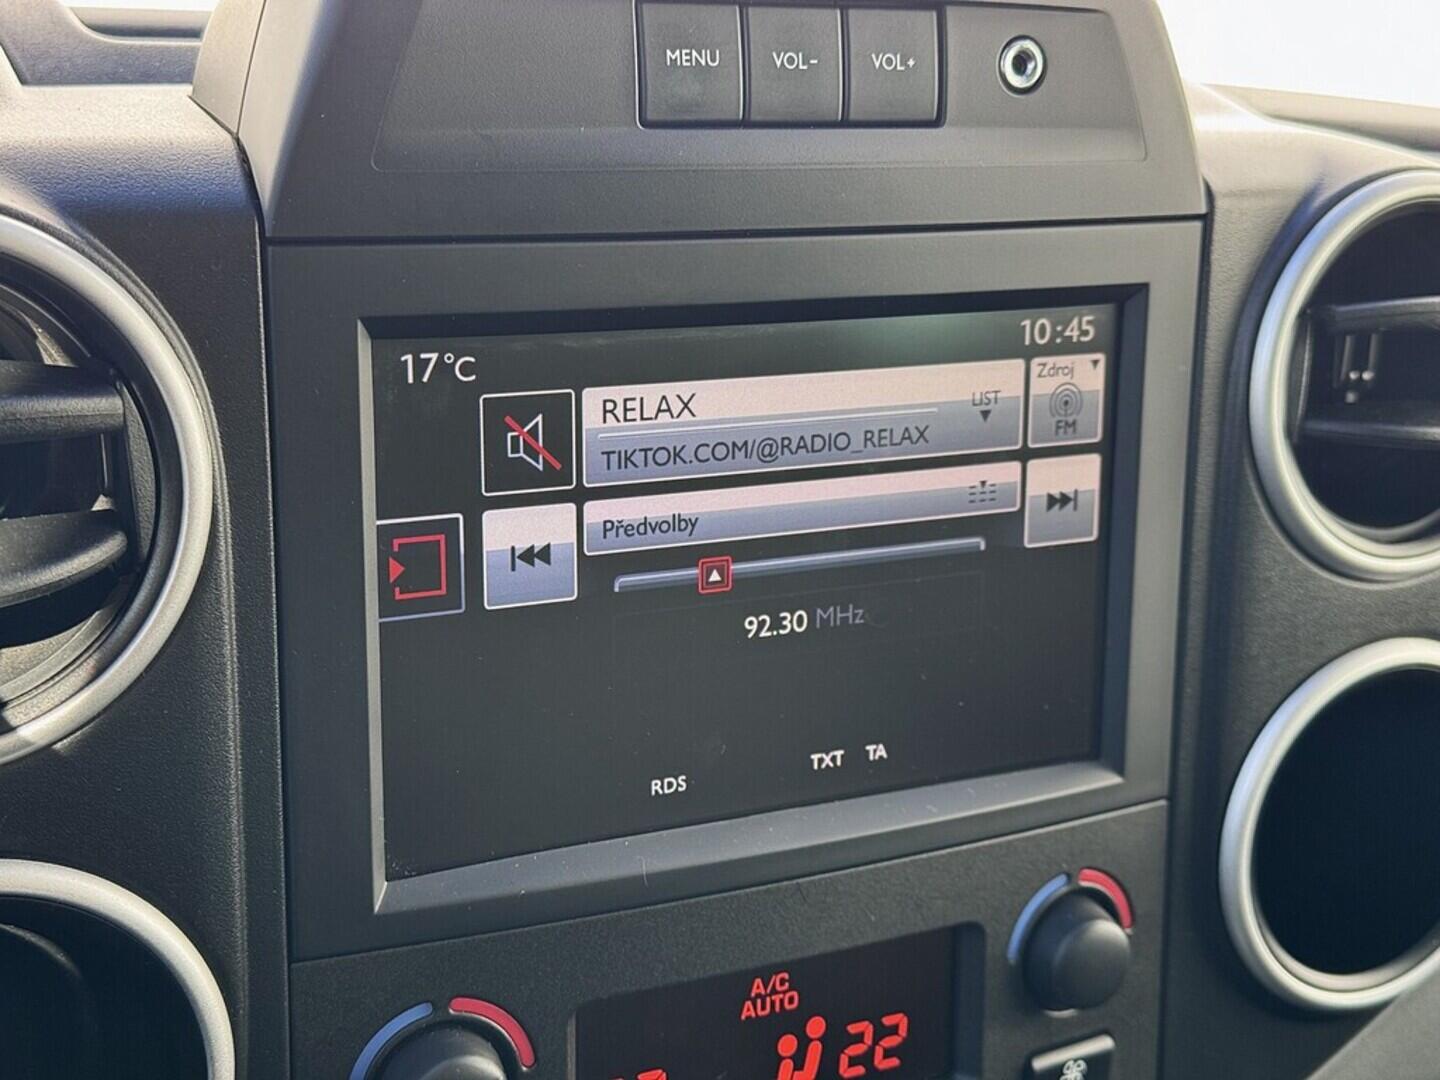 MENU
VOL-
VOL+
17°C
10:45
RELAX
LIST
Zdroj
FM
TIKTOK.COM/@RADIO_RELAX
Předvolby
92.30 MHz
RDS
TXT
TA
A/C
AUTO
22